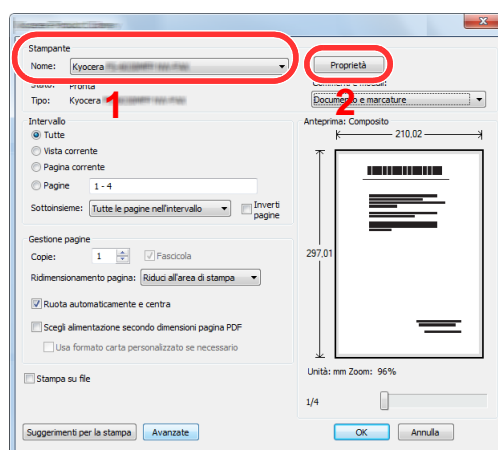 Stampante
Nome: Kyocera
Proprietà
Stato: Pronta
Tipo: Kyocera
1
2
Commenti e moduli:
Documento e marcature
Intervallo
Tutte
Vista corrente
Pagina corrente
Pagine 1 - 4
Sottoinsieme: Tutte le pagine nell'intervallo
Inverti
pagine
Gestione pagine
Copie: 1 Fascicola
Ridimensionamento pagina: Riduci all'area di stampa
Ruota automaticamente e centra
Scegli alimentazione secondo dimensioni pagina PDF
Usa formato carta personalizzato se necessario
Stampa su file
Anteprima: Composito
210,02
297,01
Unità: mm Zoom: 96%
1/4
Suggerimenti per la stampa
Avanzate
OK
Annulla